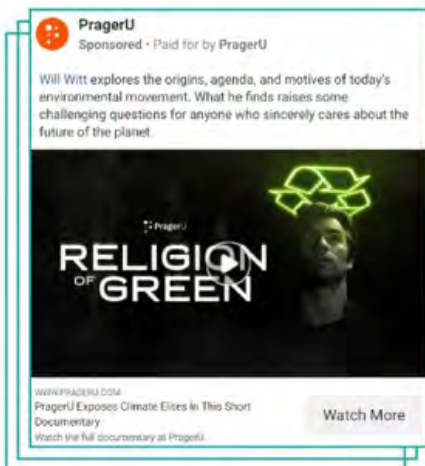 PragerU
Sponsored · Paid for by PragerU
Will Witt explores the origins, agenda, and motives of today's
environmental movement. What he finds raises some
challenging questions for anyone who sincerely cares about the
future of the planet.
PragerU
RELIGION
OF GREEN
WWW.PRAGERU.COM
PragerU Exposes Climate Elites In This Short
Documentary
Watch the full documentary at PragerU.
Watch More